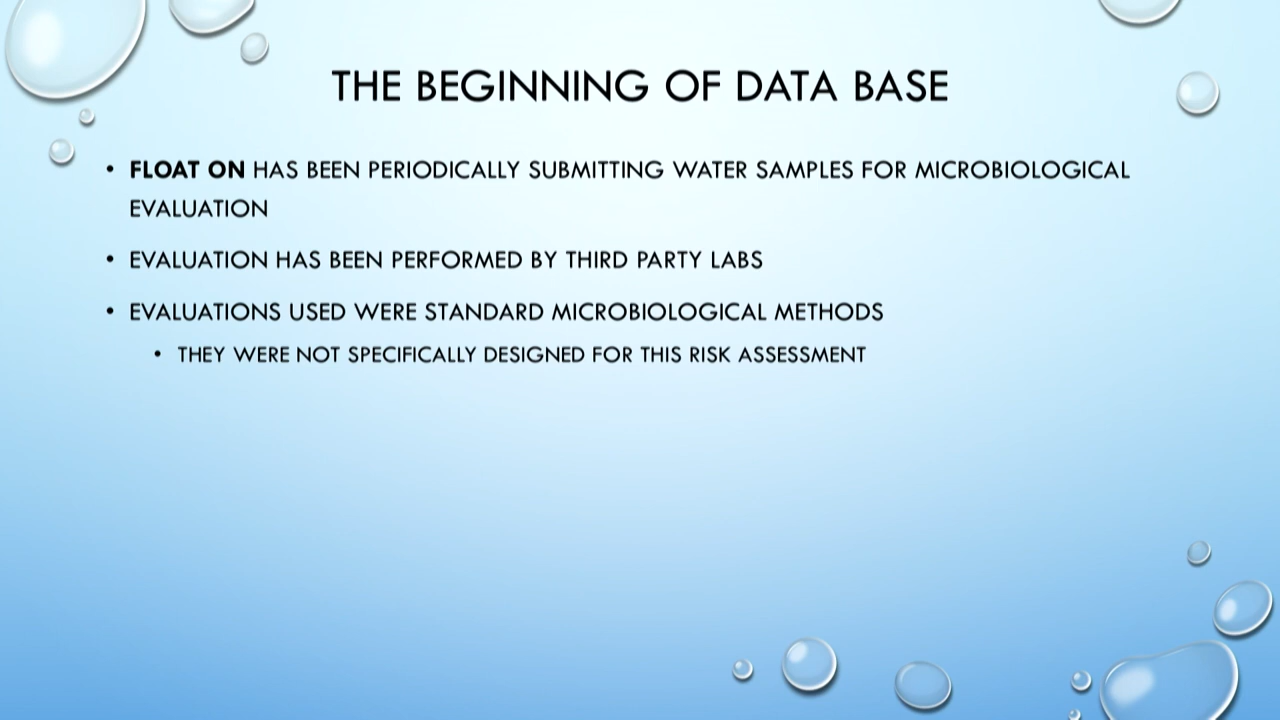 THE BEGINNING OF DATA BASE
• FLOAT ON HAS BEEN PERIODICALLY SUBMITTING WATER SAMPLES FOR MICROBIOLOGICAL
EVALUATION
• EVALUATION HAS BEEN PERFORMED BY THIRD PARTY LABS
• EVALUATIONS USED WERE STANDARD MICROBIOLOGICAL METHODS
• THEY WERE NOT SPECIFICALLY DESIGNED FOR THIS RISK ASSESSMENT